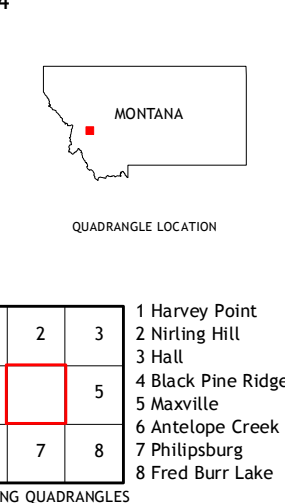 4
MONTANA
QUADRANGLE LOCATION
2 3
5
7 8
1 Harvey Point
2 Nirling Hill
3 Hall
4 Black Pine Ridge
5 Maxville
6 Antelope Creek
7 Philipsburg
8 Fred Burr Lake
NG QUADRANGLES